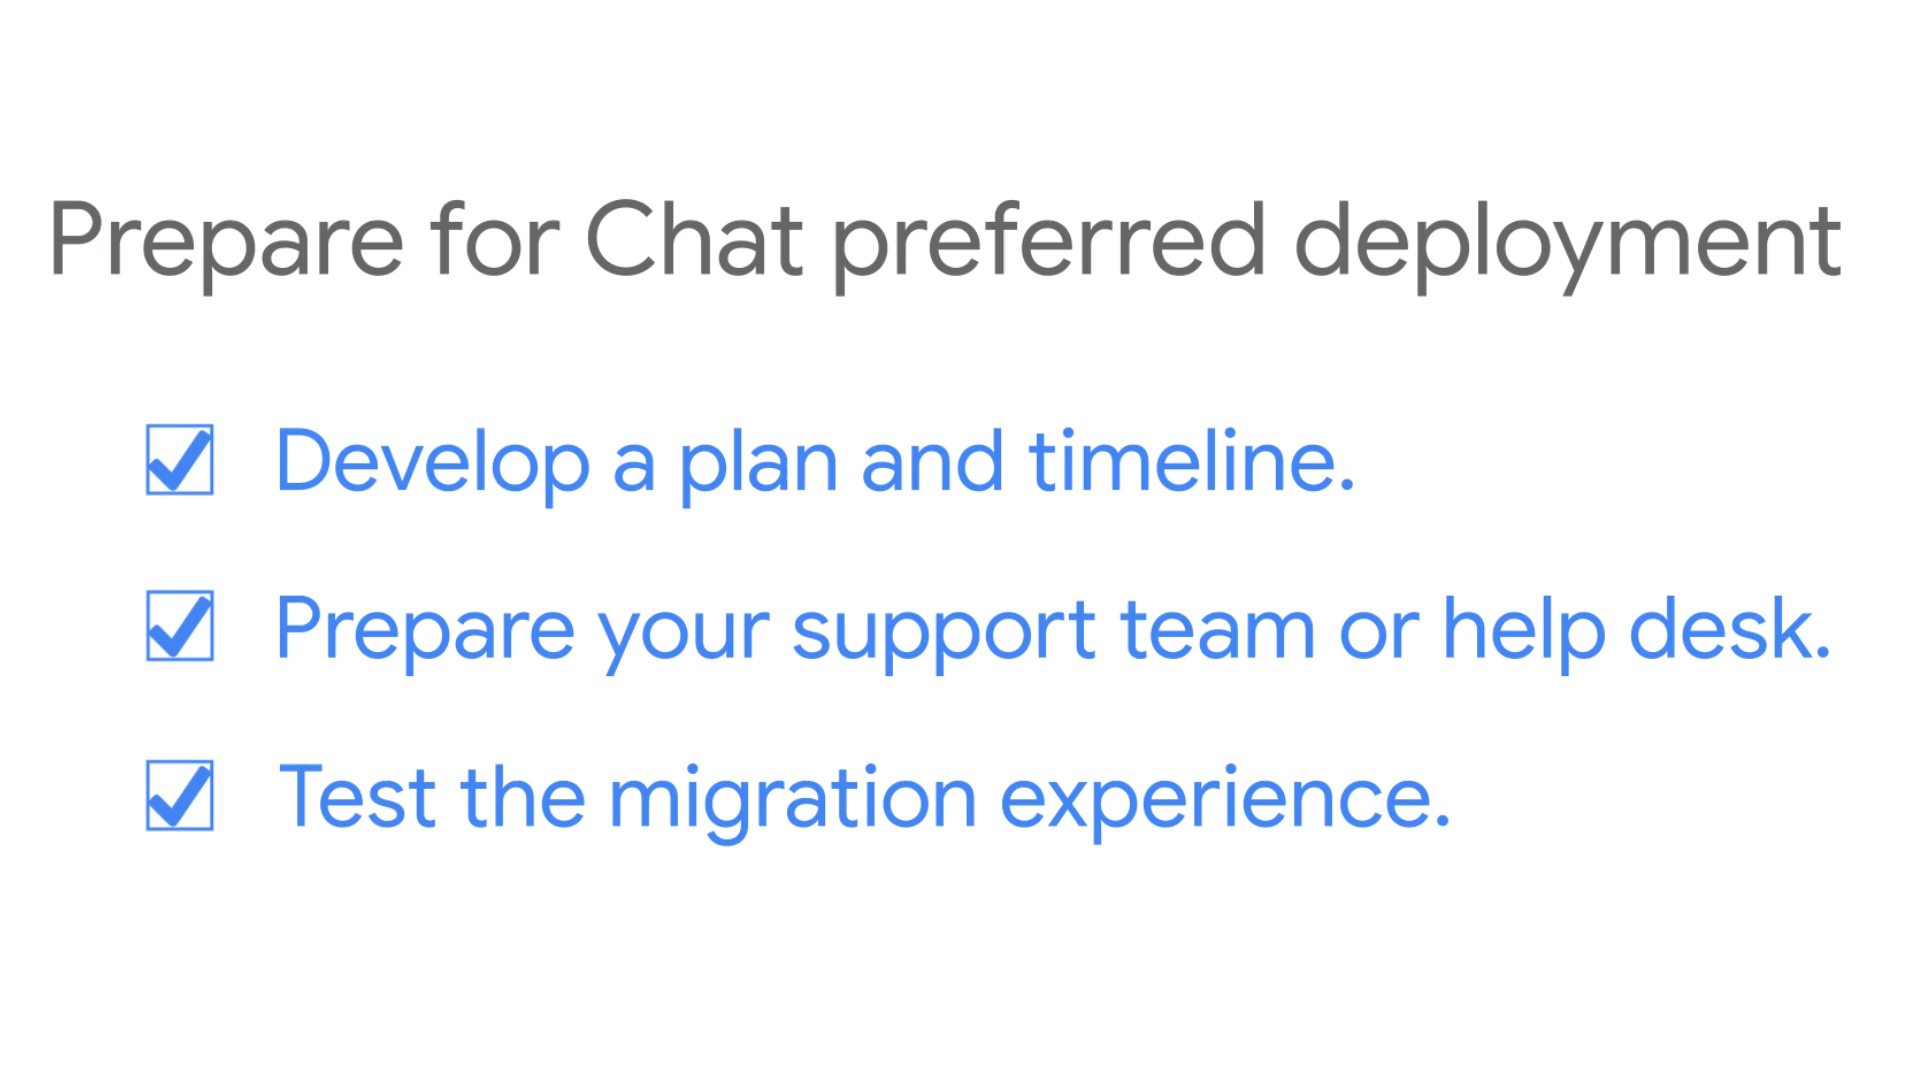 Prepare for Chat preferred deployment
Develop a plan and timeline.
Prepare your support team or help desk.
Test the migration experience.